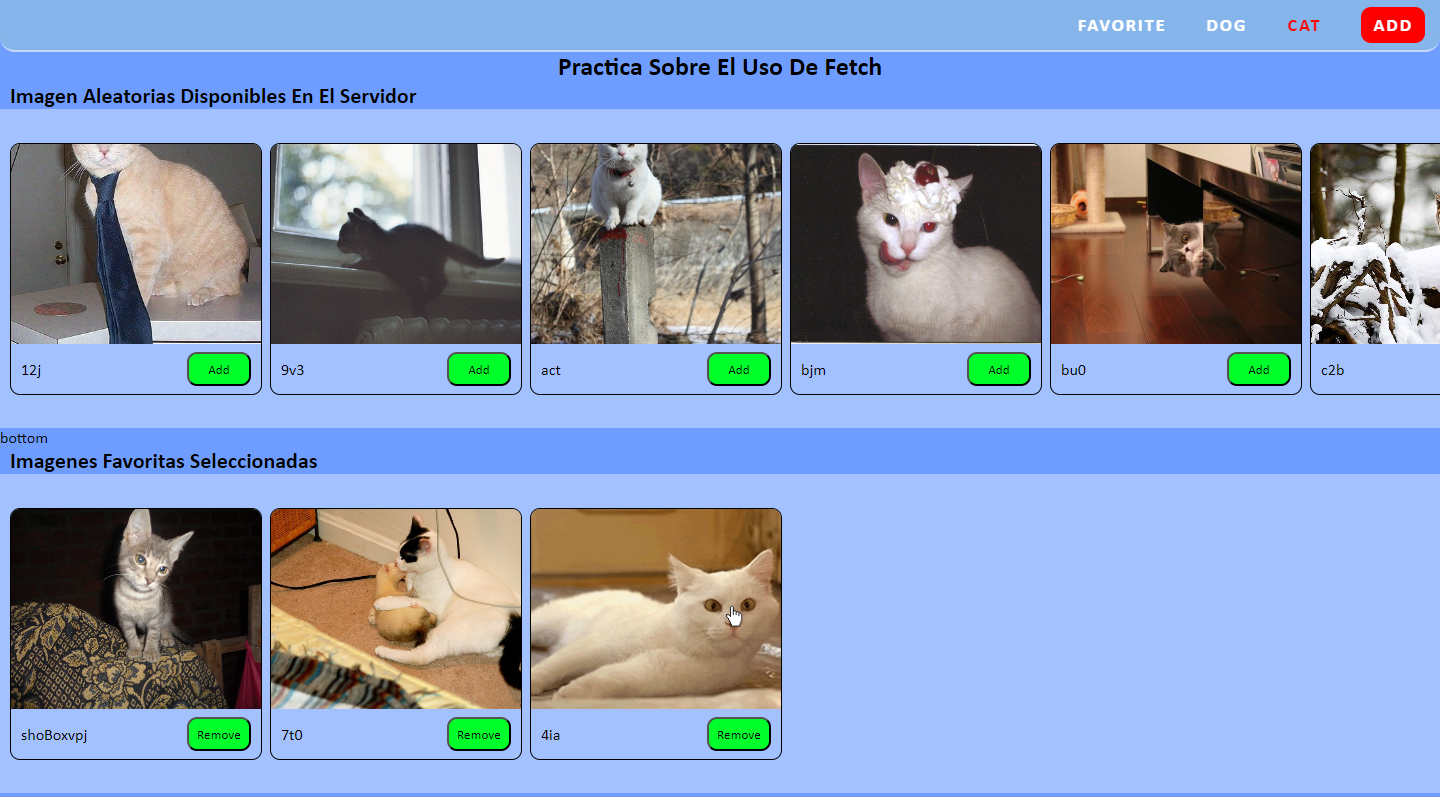 FAVORITE DOG CAT ADD
Practica Sobre El Uso De Fetch
Imagen Aleatorias Disponibles En El Servidor
12j Add 9v3 Add act Add bjm Add bu0 Add c2b
bottom
Imagenes Favoritas Seleccionadas
shoBoxvpj Remove 7t0 Remove 4ia Remove